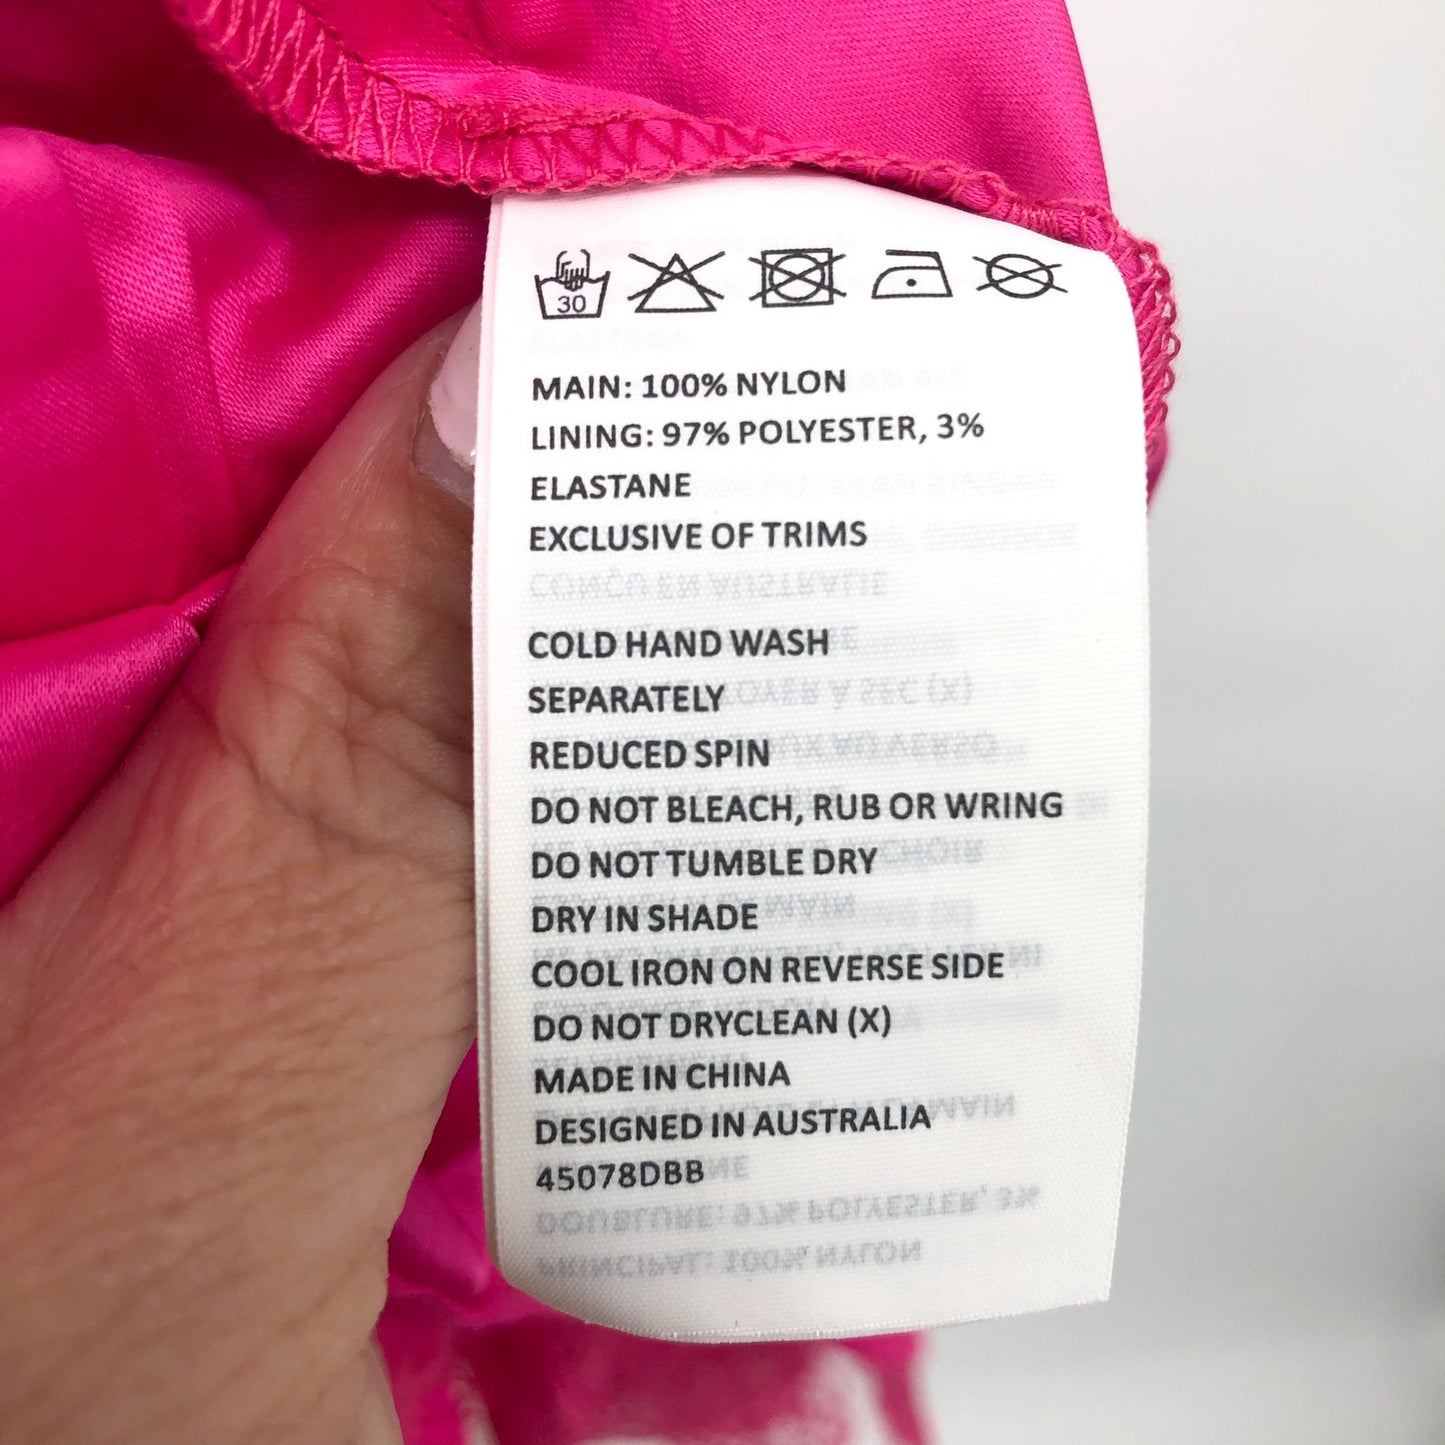 30
MAIN: 100% NYLON
LINING: 97% POLYESTER, 3%
ELASTANE
EXCLUSIVE OF TRIMS
COLD HAND WASH
SEPARATELY
REDUCED SPIN
DO NOT BLEACH, RUB OR WRING
DO NOT TUMBLE DRY
DRY IN SHADE
COOL IRON ON REVERSE SIDE
DO NOT DRYCLEAN (X)
MADE IN CHINA
DESIGNED IN AUSTRALIA
45078DBB